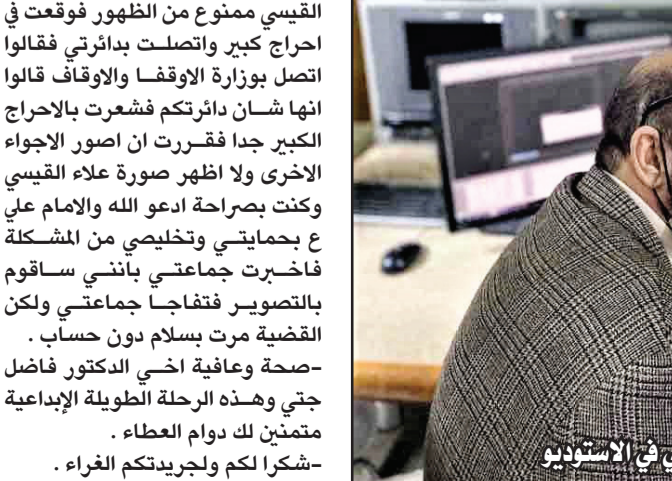 القيسي ممنوع من الظهور فوقعت في
احراج كبير واتصلت بدائرتي فقالوا
اتصل بوزارة الاوقفا والاوقاف قالوا
انها شان دائرتكم فشعرت بالاحراج
الكبير جدا فقررت ان اصور الاجواء
الاخرى ولا اظهر صورة علاء القيسي
وكنت بصراحة ادعو الله والامام علي
ع بحمايتي وتخليصي من المشكلة
فاخبرت جماعتي بانني ساقوم
بالتصوير فتفاجا جماعتي ولكن
القضية مرت بسلام دون حساب .
-صحة وعافية اخي الدكتور فاضل
جتي وهذه الرحلة الطويلة الإبداعية
متمنين لك دوام العطاء .
-شكرا لكم ولجريدتكم الغراء .
في الاستوديو